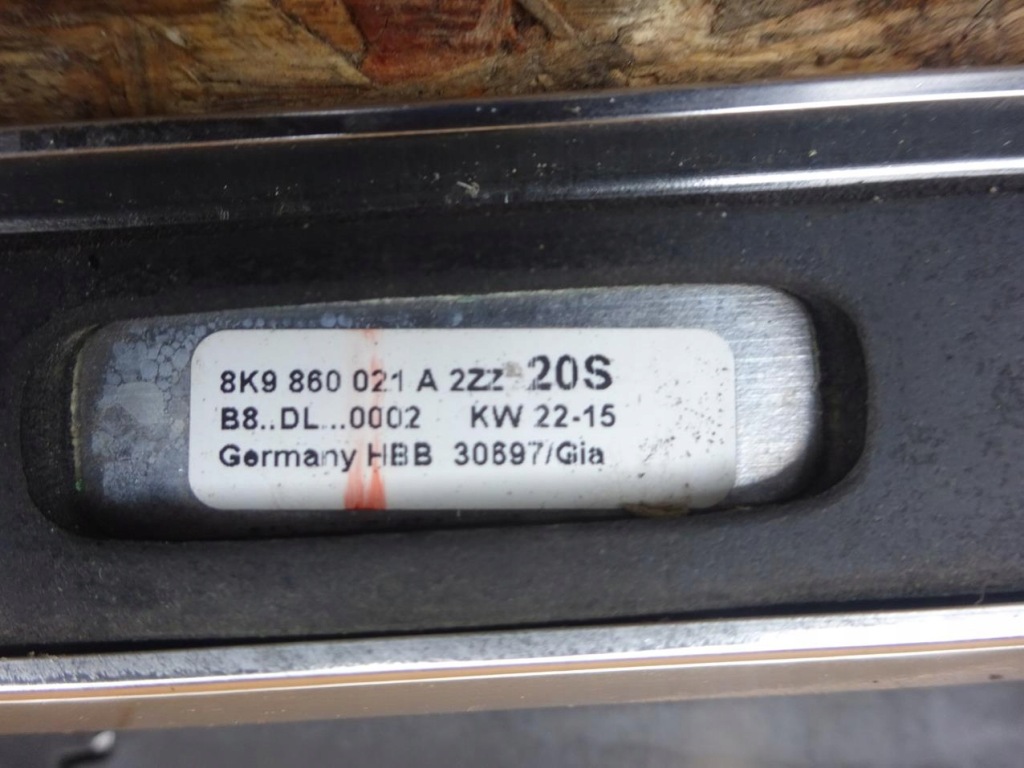 8K9 860 021 A 2ZZ 20S
B8..DL...0002 KW 22-15
Germany HBB 30697/Gia